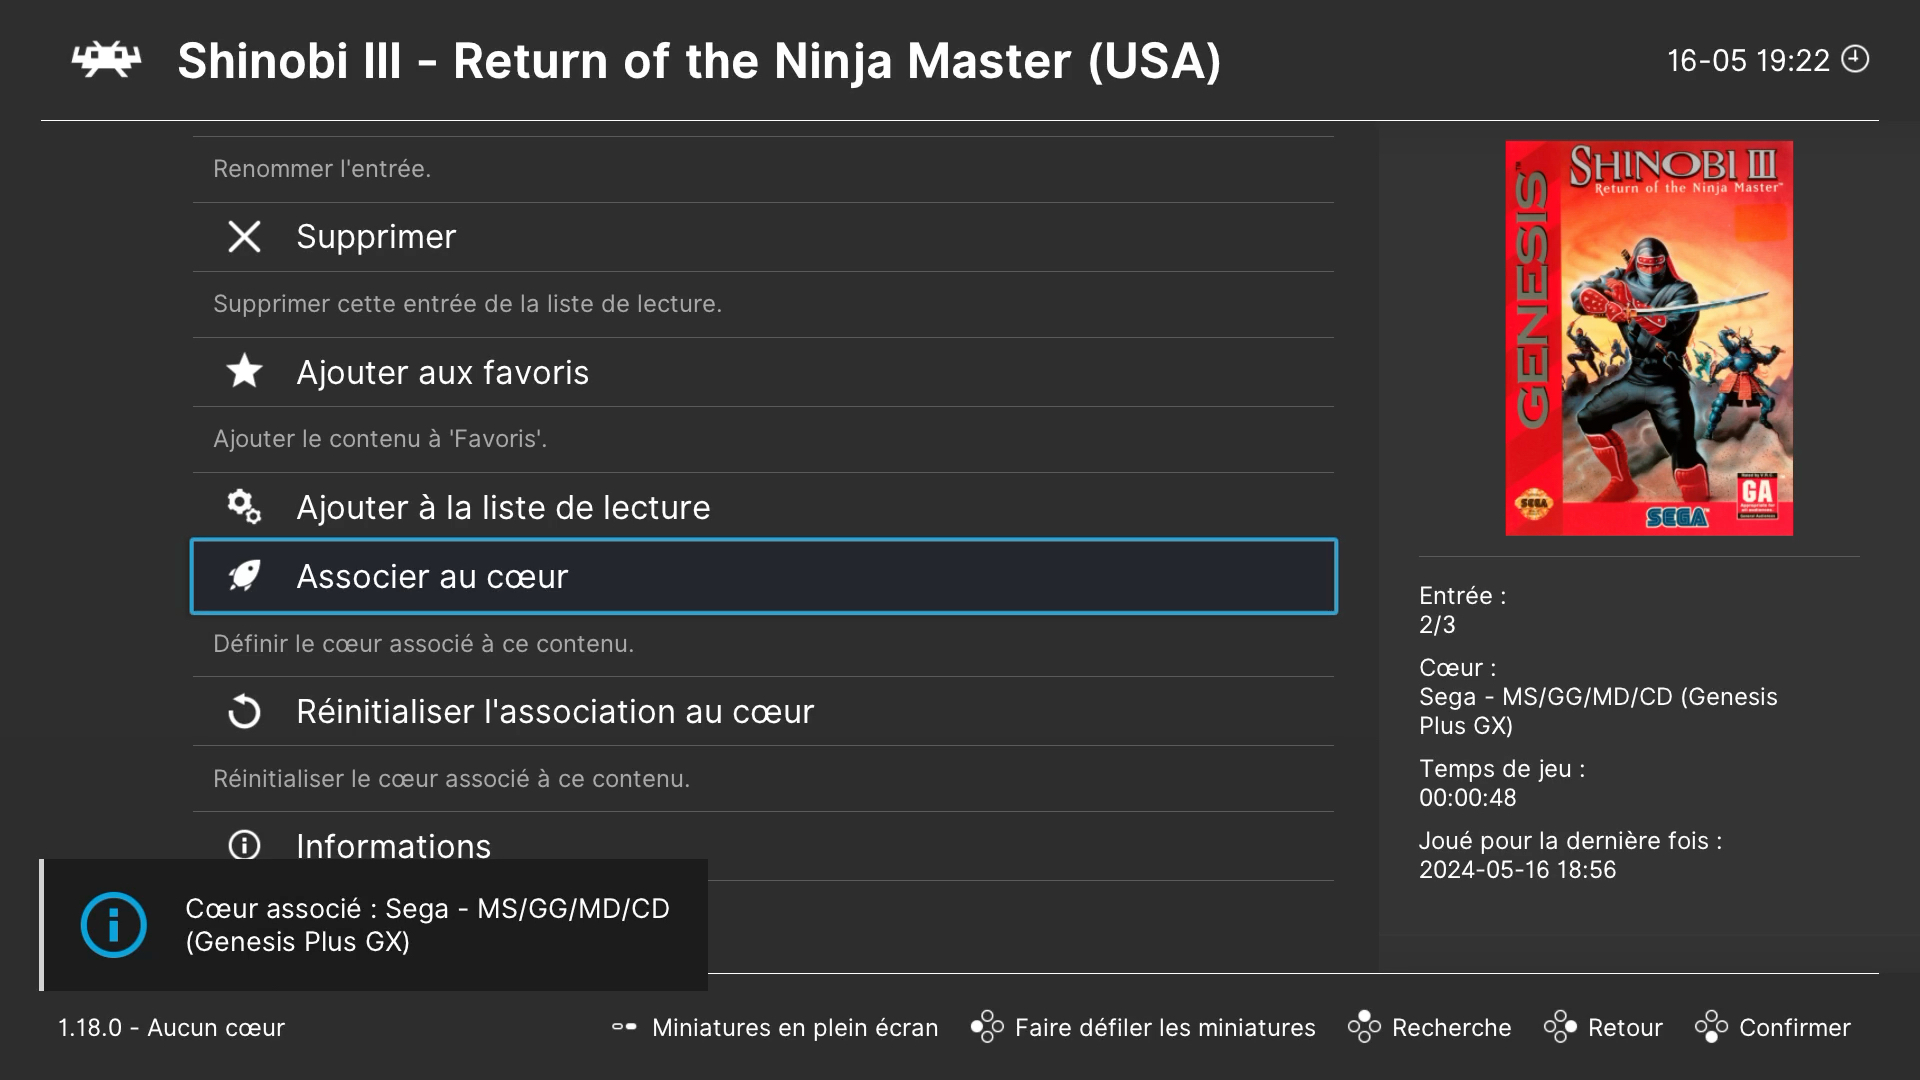 Shinobi III - Return of the Ninja Master (USA)
16-05 19:22
Renommer l'entrée.
Supprimer
Supprimer cette entrée de la liste de lecture.
Ajouter aux favoris
Ajouter le contenu à 'Favoris'.
Ajouter à la liste de lecture
Associer au cœur
Définir le cœur associé à ce contenu.
Réinitialiser l'association au cœur
Réinitialiser le cœur associé à ce contenu.
Informations
GENESIS
SHINOBI III
Return of the Ninja Master™
SEGA
SEGA™
GA
Entrée :
2/3
Cœur :
Sega - MS/GG/MD/CD (Genesis
Plus GX)
Temps de jeu :
00:00:48
Joué pour la dernière fois :
2024-05-16 18:56
Cœur associé : Sega - MS/GG/MD/CD
(Genesis Plus GX)
1.18.0 - Aucun cœur
Miniatures en plein écran
Faire défiler les miniatures
Recherche
Retour
Confirmer